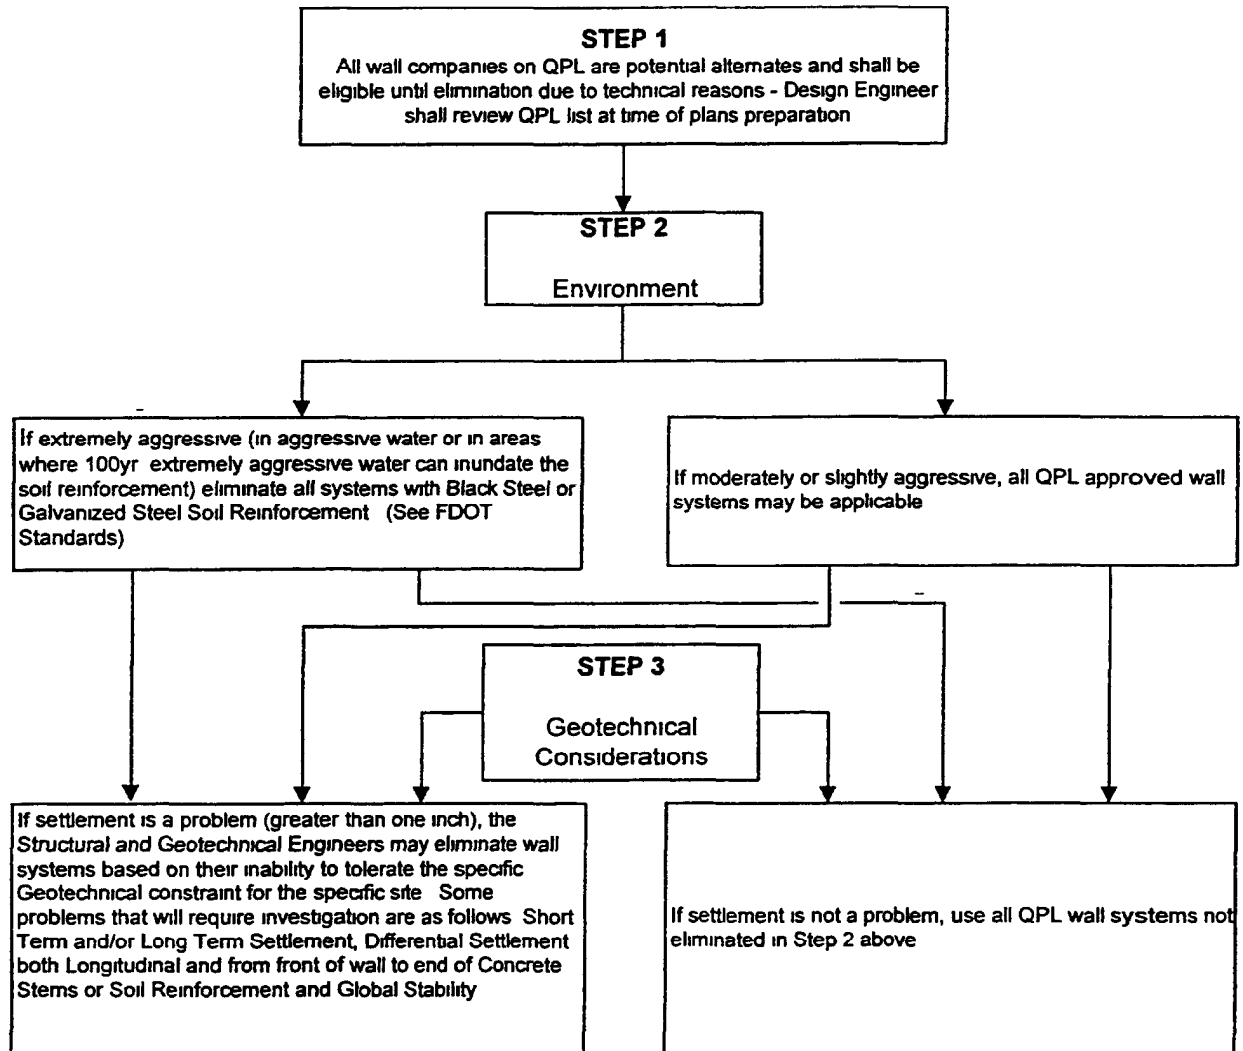 STEP 1
All wall companies on QPL are potential alternates and shall be
eligible until elimination due to technical reasons - Design Engineer
shall review QPL list at time of plans preparation
STEP 2
Environment
If extremely aggressive (in aggressive water or in areas
where 100yr extremely aggressive water can inundate the
soil reinforcement) eliminate all systems with Black Steel or
Galvanized Steel Soil Reinforcement (See FDOT
Standards)
If moderately or slightly aggressive, all QPL approved wall
systems may be applicable
STEP 3
Geotechnical
Considerations
If settlement is a problem (greater than one inch), the
Structural and Geotechnical Engineers may eliminate wall
systems based on their inability to tolerate the specific
Geotechnical constraint for the specific site Some
problems that will require investigation are as follows Short
Term and/or Long Term Settlement, Differential Settlement
both Longitudinal and from front of wall to end of Concrete
Stems or Soil Reinforcement and Global Stability
If settlement is not a problem, use all QPL wall systems not
eliminated in Step 2 above